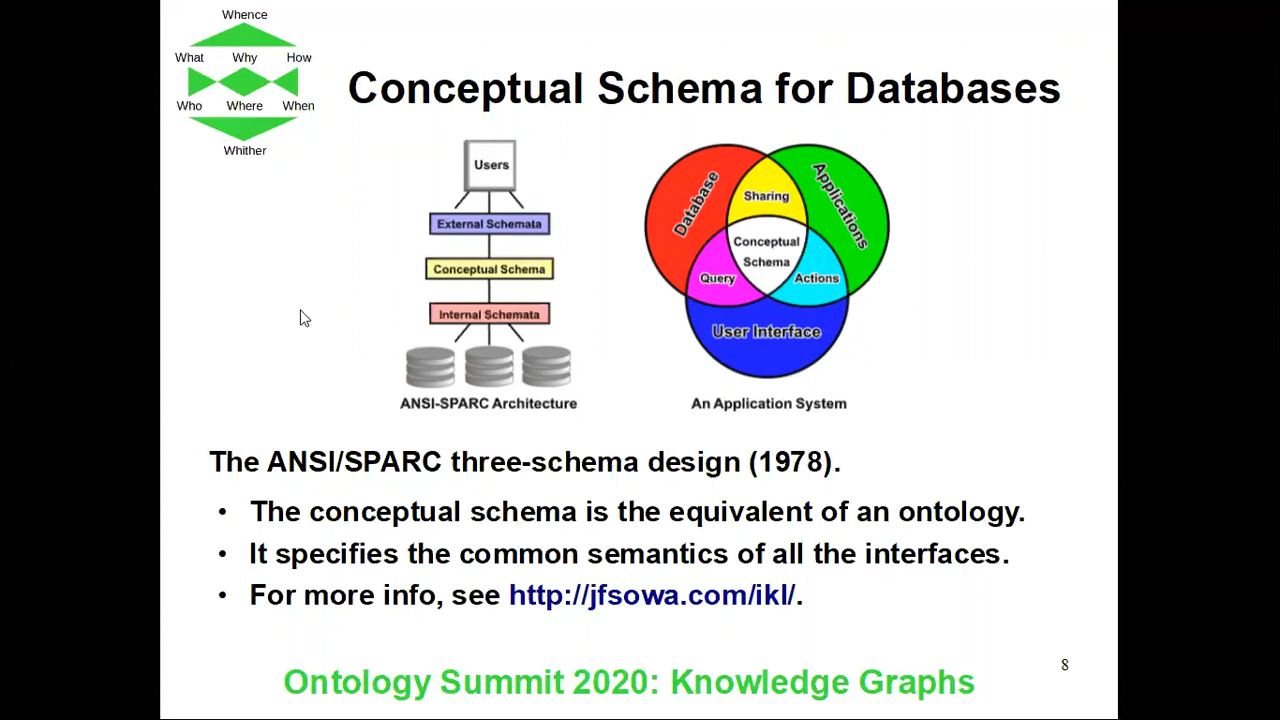 Whence
What Why How
Who Where When
Whither
Conceptual Schema for Databases
Users
External Schemata
Conceptual Schema
Internal Schemata
ANSI-SPARC Architecture
Database
Sharing
Applications
Conceptual
Schema
Query
Actions
User Interface
An Application System
The ANSI/SPARC three-schema design (1978).
• The conceptual schema is the equivalent of an ontology.
• It specifies the common semantics of all the interfaces.
• For more info, see http://jfsowa.com/ikl/.
8
Ontology Summit 2020: Knowledge Graphs